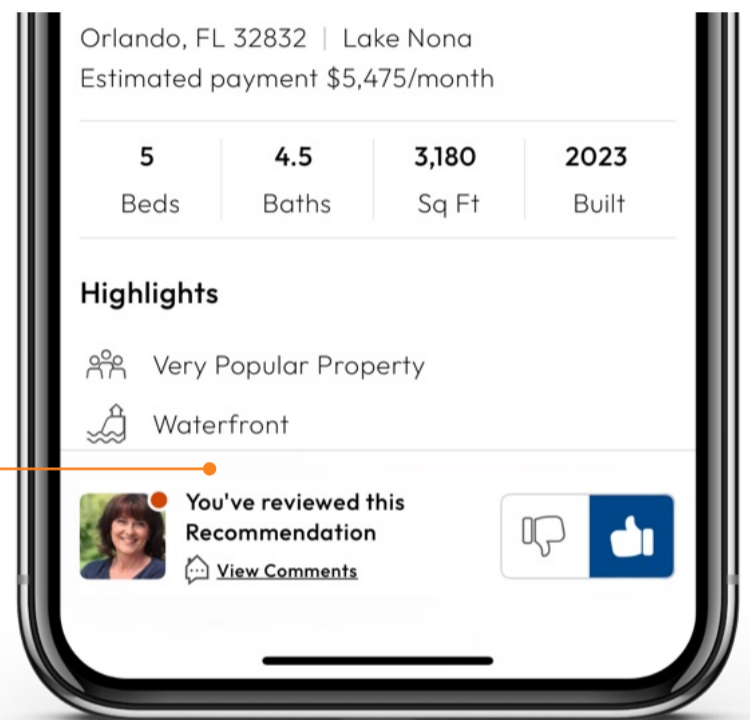 Orlando, FL 32832 | Lake Nona
Estimated payment $5,475/month
5 4.5 3,180 2023
Beds Baths Sq Ft Built
Highlights
Very Popular Property
Waterfront
You've reviewed this
Recommendation
View Comments